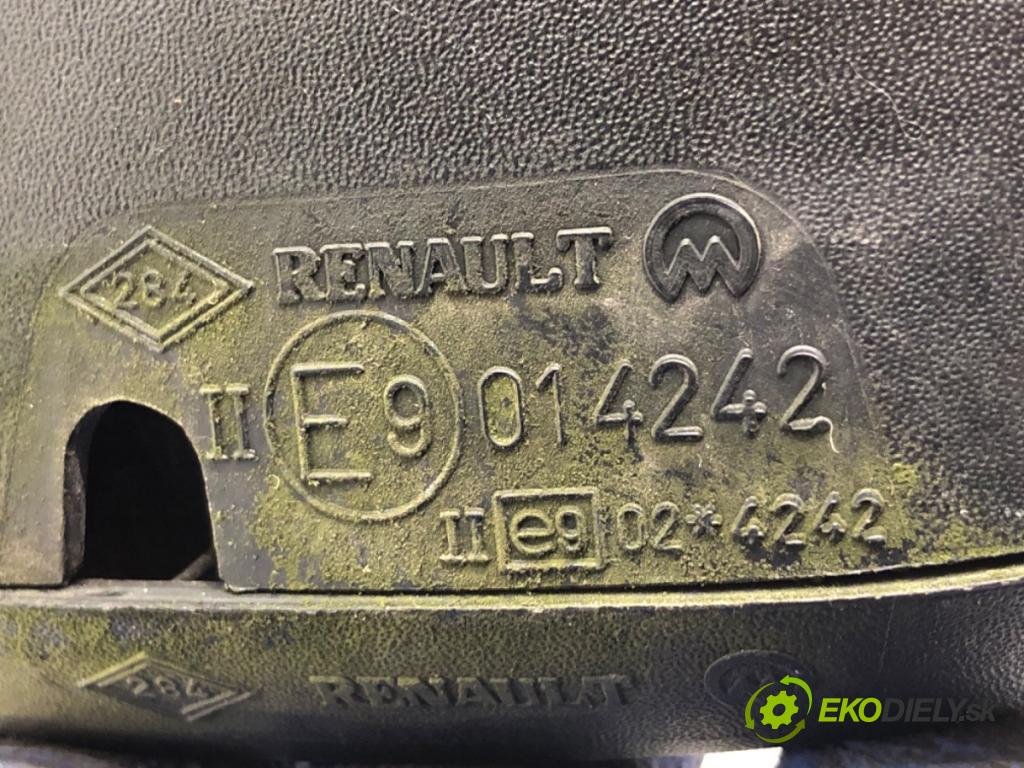 284 RENAULT M
II E9 014242
II e9 02*4242
284 RENAULT
EKODIELY.sk